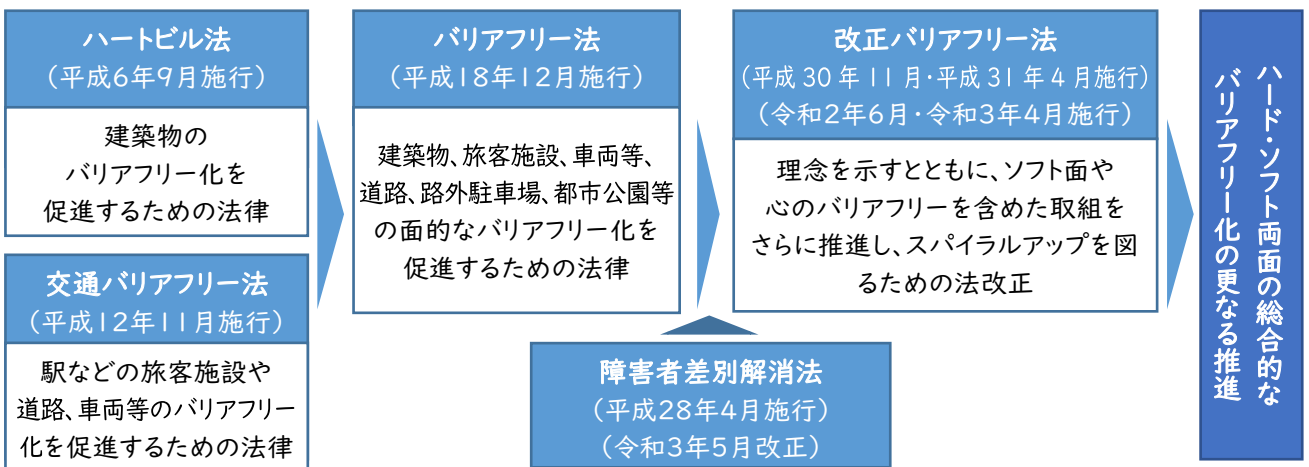 ハートビル法
(平成6年9月施行)
建築物の
バリアフリー化を
促進するための法律
交通バリアフリー法
(平成12年11月施行)
駅などの旅客施設や
道路、車両等のバリアフリー
化を促進するための法律
バリアフリー法
(平成18年12月施行)
建築物、旅客施設、車両等、
道路、路外駐車場、都市公園等
の面的なバリアフリー化を
促進するための法律
障害者差別解消法
(平成28年4月施行)
(令和3年5月改正)
改正バリアフリー法
(平成30年11月・平成31年4月施行)
(令和2年6月・令和3年4月施行)
理念を示すとともに、ソフト面や
心のバリアフリーを含めた取組を
さらに推進し、スパイラルアップを図
るための法改正
ハード・ソフト両面の総合的な
バリアフリー化の更なる推進